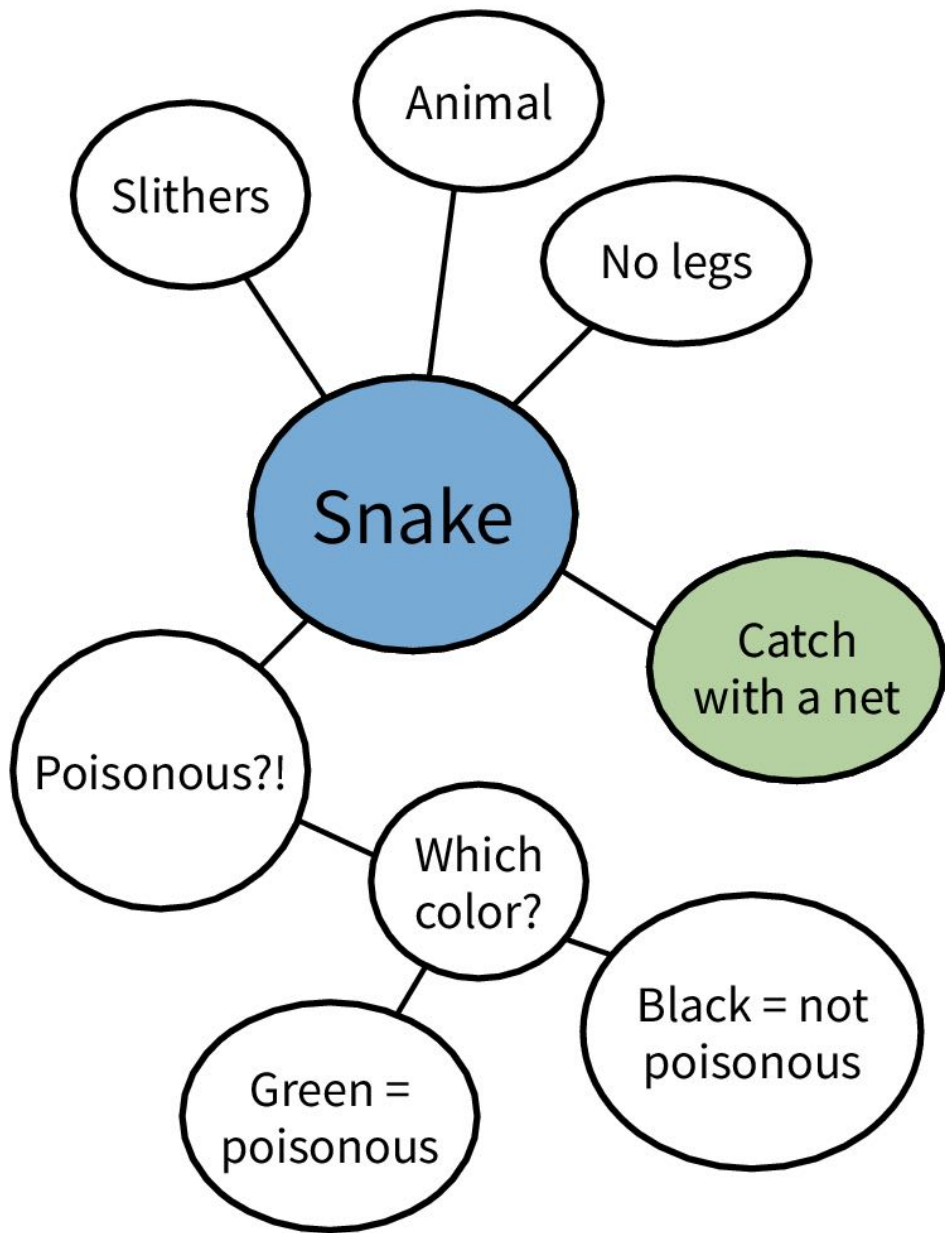 Animal
Slithers
No legs
Snake
Catch
with a net
Poisonous?!
Which
color?
Black = not
poisonous
Green =
poisonous